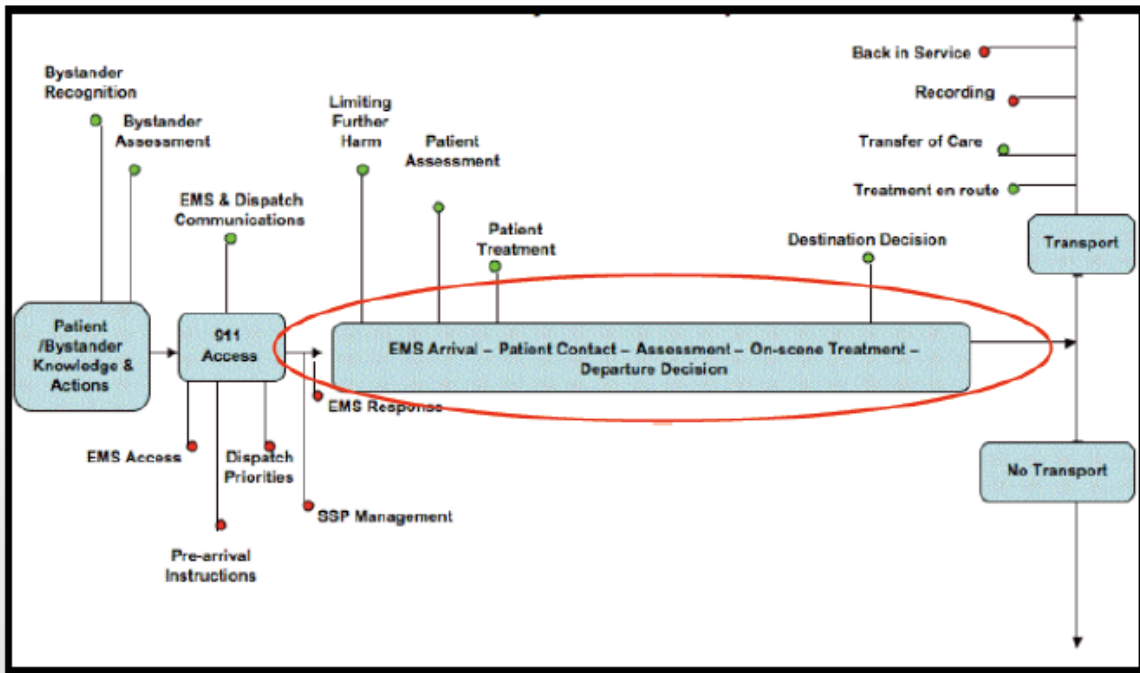 Back in Service
Bystander
Recognition
Limiting
Further
Harm
Recording
Bystander
Assessment
Patient
Assessment
Transfer of Care
EMS & Dispatch
Communications
Treatment en route
Patient
Treatment
Destination Decision
Transport
Patient
/Bystander
Knowledge &
Actions
911
Access
EMS Arrival – Patient Contact – Assessment – On-scene Treatment –
Departure Decision
EMS Response
EMS Access
Dispatch
Priorities
No Transport
SSP Management
Pre-arrival
Instructions